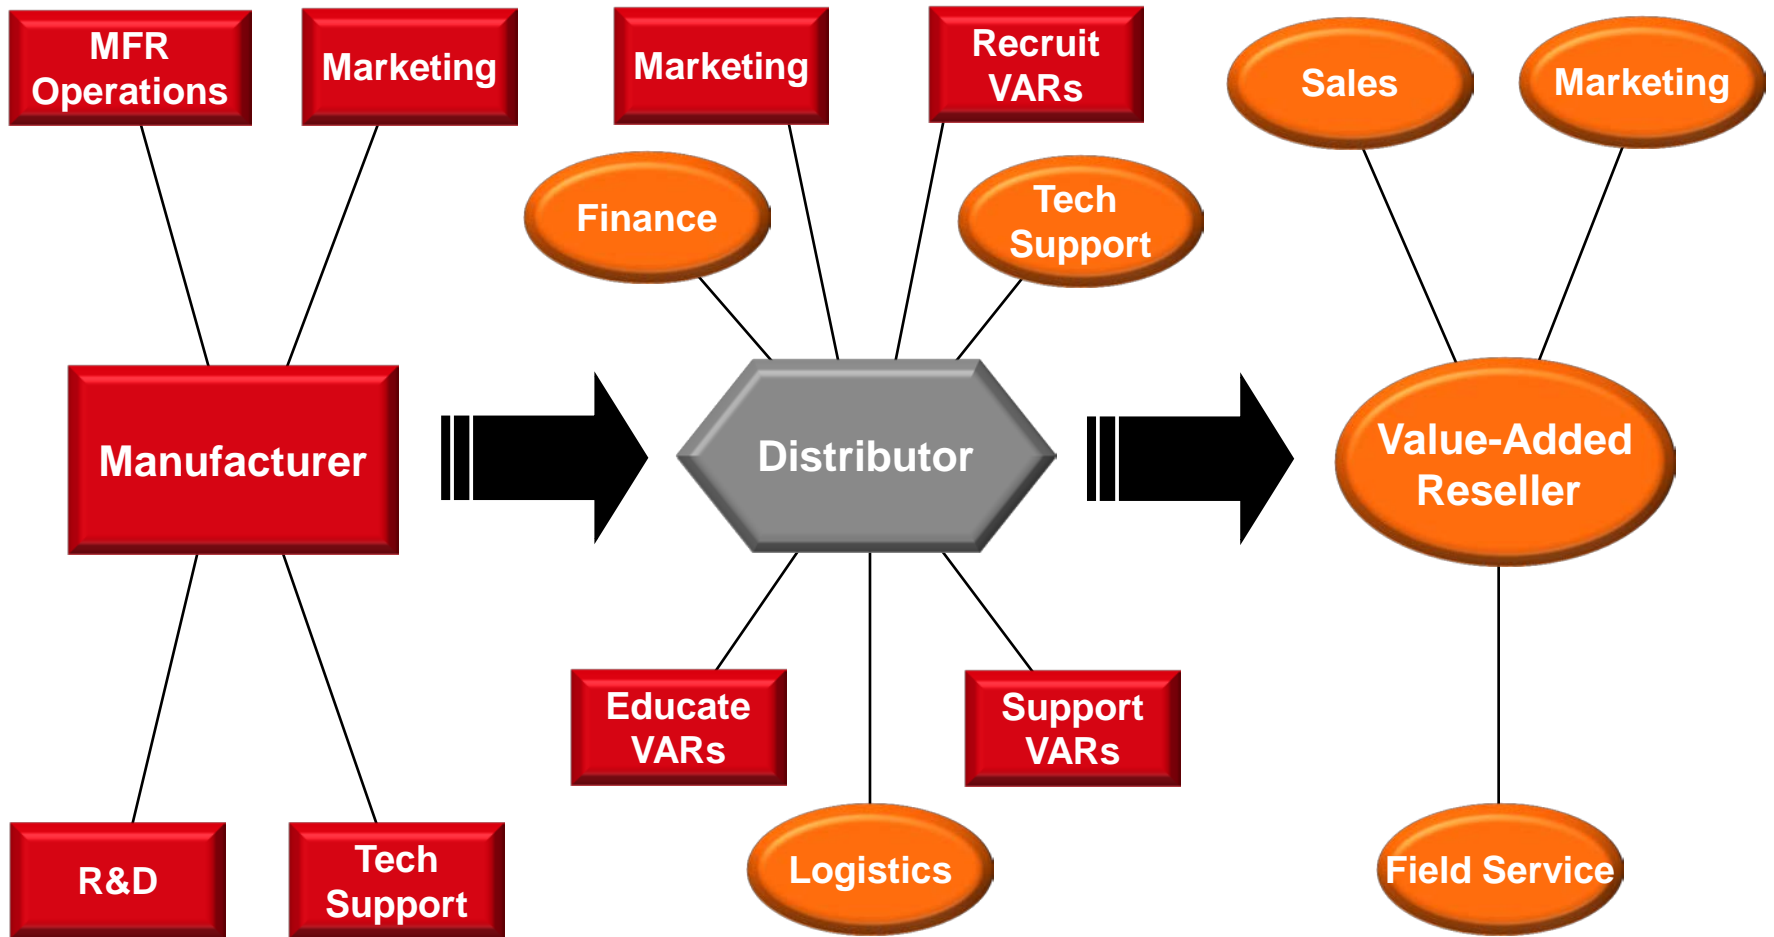 MFR
Operations
Marketing
Marketing
Recruit
VARs
Sales
Marketing
Finance
Tech
Support
Manufacturer
Distributor
Value-Added
Reseller
Educate
VARs
Support
VARs
R&D
Tech
Support
Logistics
Field Service